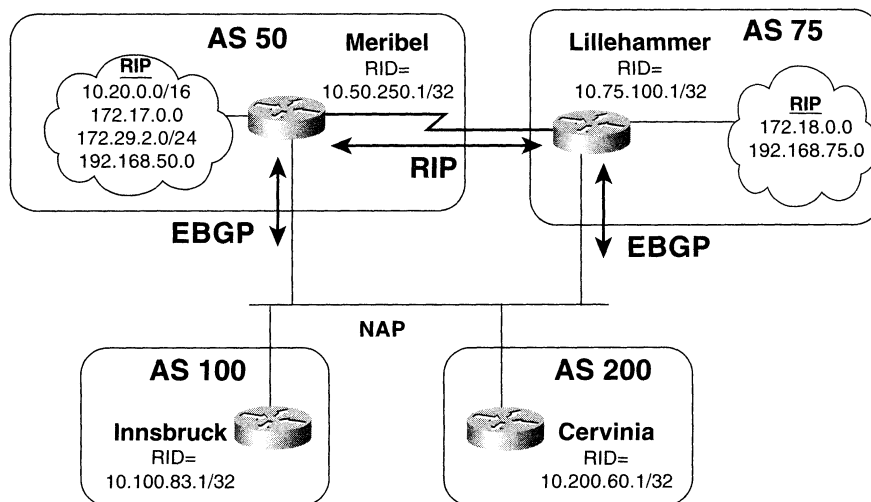 AS 50
Meribel
RID=
10.50.250.1/32
RIP
10.20.0.0/16
172.17.0.0
172.29.2.0/24
192.168.50.0
Lillehammer
RID=
10.75.100.1/32
AS 75
RIP
172.18.0.0
192.168.75.0
RIP
EBGP
EBGP
NAP
AS 100
Innsbruck
RID=
10.100.83.1/32
AS 200
Cervinia
RID=
10.200.60.1/32